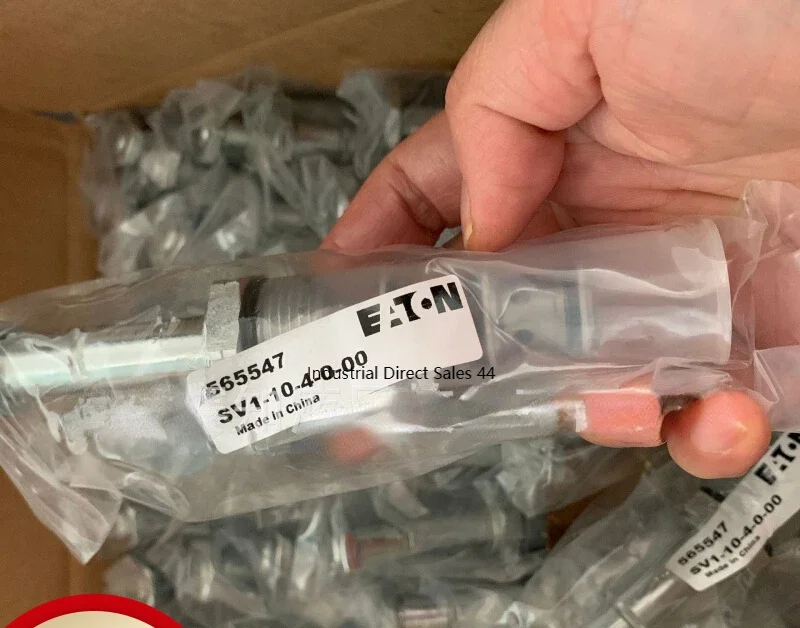 EATON
565547
SV1-10-4-0-00
Made in China
Industrial Direct Sales 44
EATON
565547
SV1-10-4-0-00
Made in China